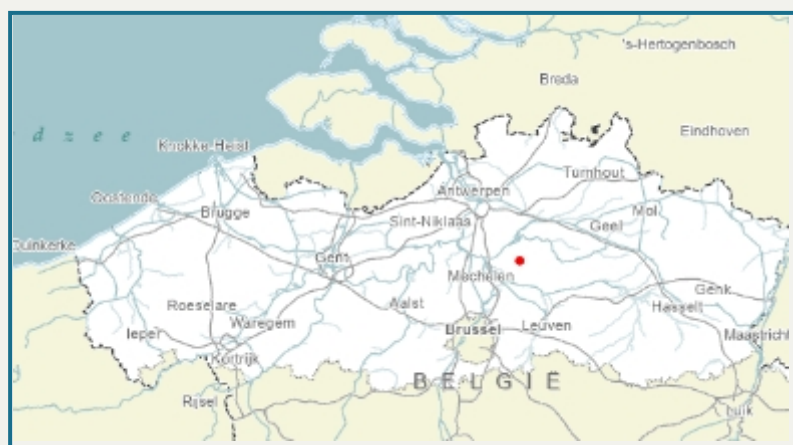 's-Hertogenbosch
Breda
Eindhoven
d z e e
Knokke-Heist
Turnhout
Oostende
Antwerpen
Mol
Brugge
Sint-Niklaas
Geel
Duinkerke
Gent
Mechelen
Genk
Roeselare
Aalst
Hasselt
Waregem
Brussel
Leuven
Ieper
Maastricht
Kortrijk
BELGIË
Rijsel
Luik